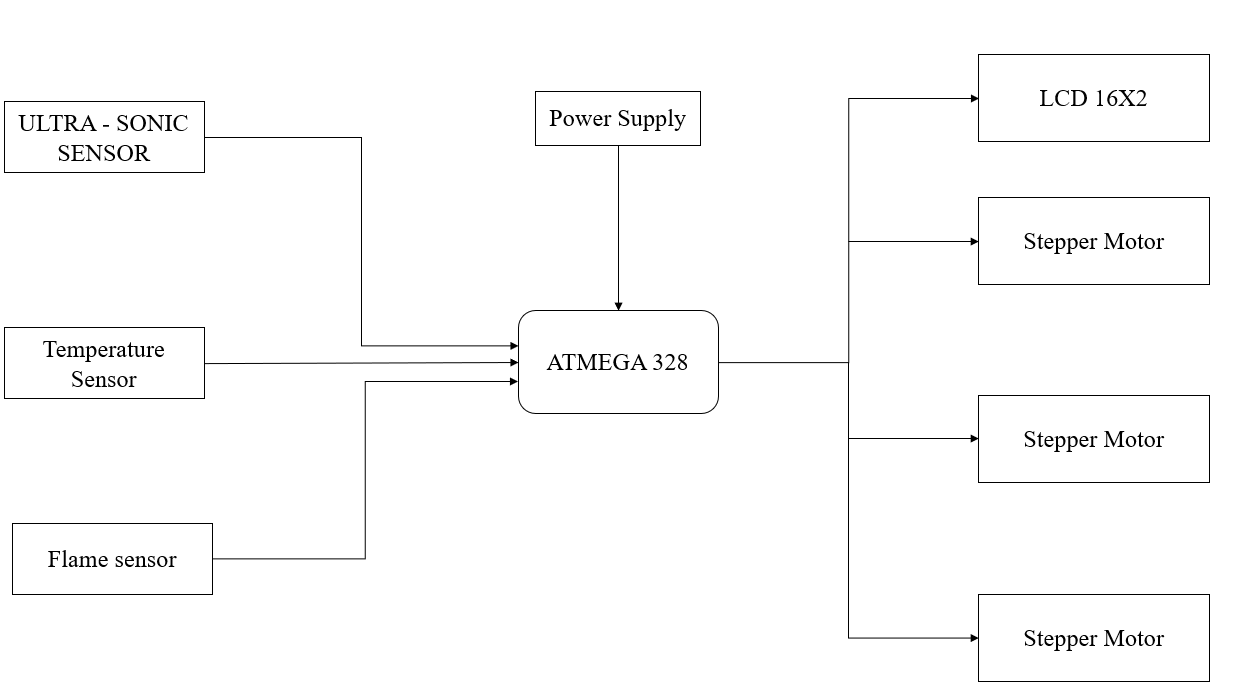 ULTRA - SONIC
SENSOR
Power Supply
LCD 16X2
Stepper Motor
Temperature
Sensor
ATMEGA 328
Stepper Motor
Flame sensor
Stepper Motor